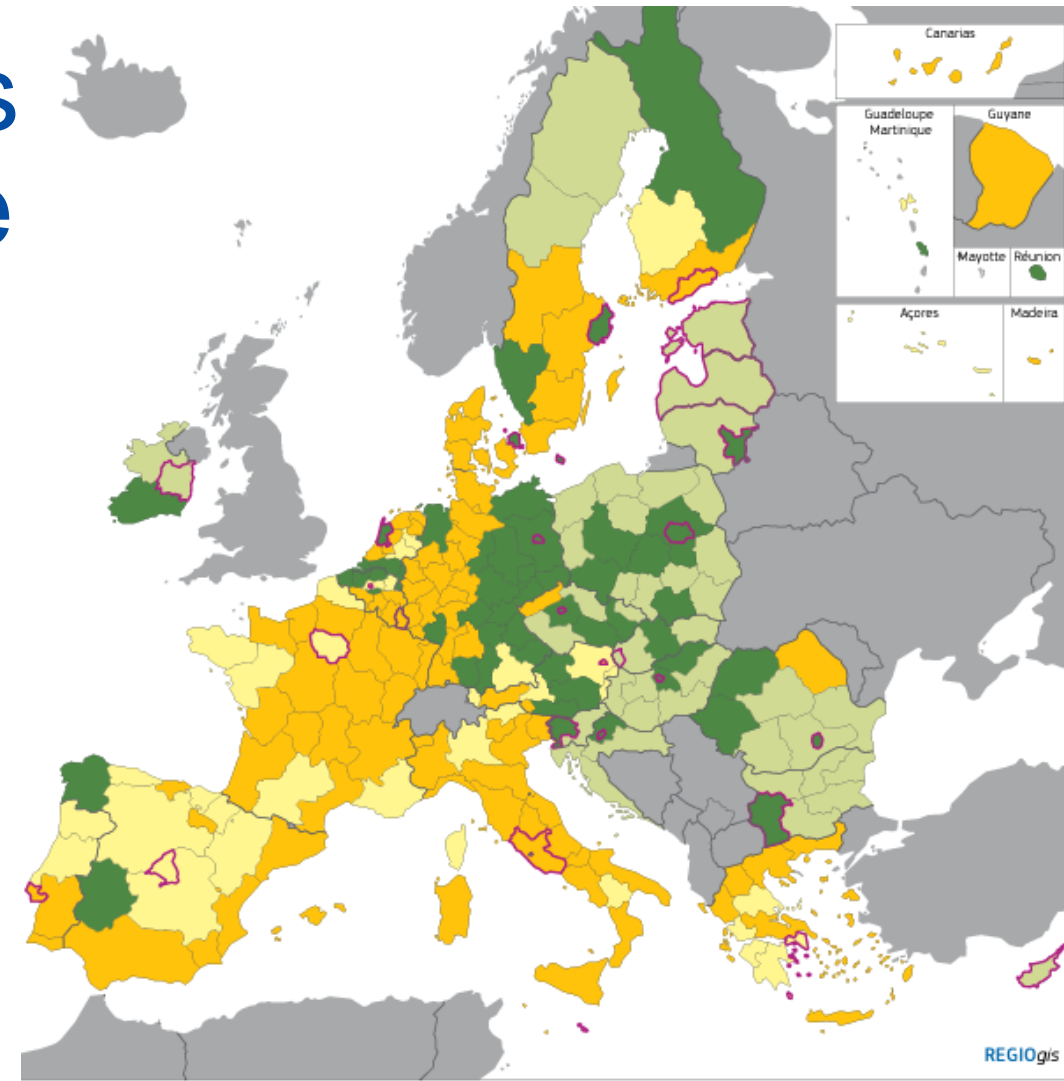 s
e
Canarias
Guadeloupe
Martinique
Guyane
Mayotte
Réunion
Açores
Madeira
REGIOgis